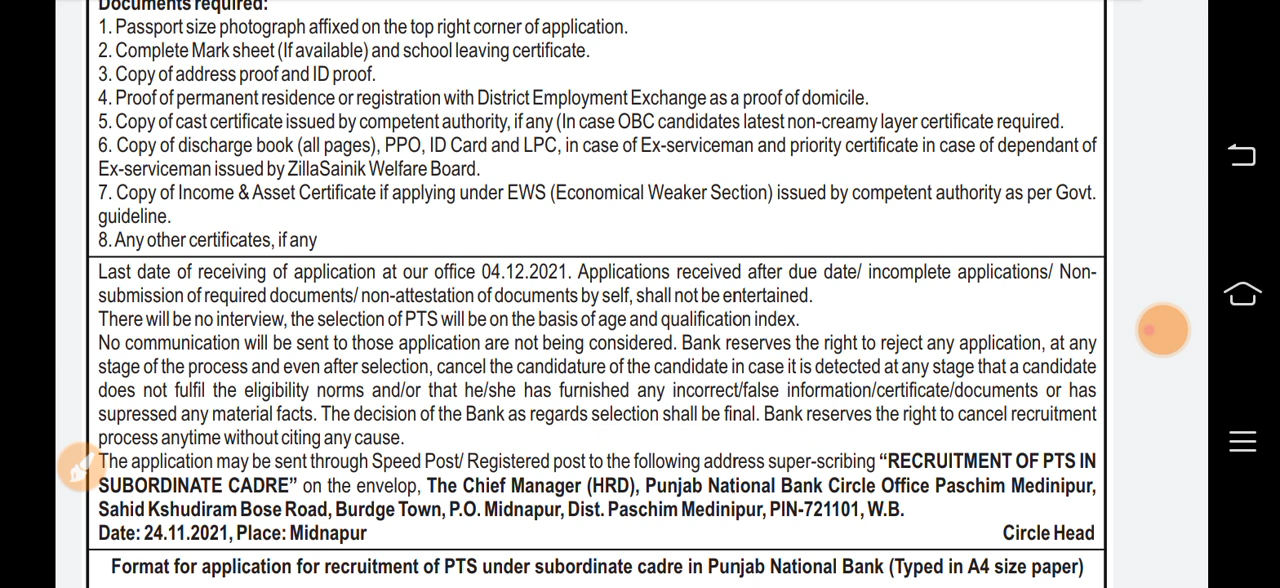 Documents required:
1. Passport size photograph affixed on the top right corner of application.
2. Complete Mark sheet (If available) and school leaving certificate.
3. Copy of address proof and ID proof.
4. Proof of permanent residence or registration with District Employment Exchange as a proof of domicile.
5. Copy of cast certificate issued by competent authority, if any (In case OBC candidates latest non-creamy layer certificate required.
6. Copy of discharge book (all pages), PPO, ID Card and LPC, in case of Ex-serviceman and priority certificate in case of dependant of
Ex-serviceman issued by ZillaSainik Welfare Board.
7. Copy of Income & Asset Certificate if applying under EWS (Economical Weaker Section) issued by competent authority as per Govt.
guideline.
8. Any other certificates, if any
Last date of receiving of application at our office 04.12.2021. Applications received after due date/ incomplete applications/ Non-
submission of required documents/ non-attestation of documents by self, shall not be entertained.
There will be no interview, the selection of PTS will be on the basis of age and qualification index.
No communication will be sent to those application are not being considered. Bank reserves the right to reject any application, at any
stage of the process and even after selection, cancel the candidature of the candidate in case it is detected at any stage that a candidate
does not fulfil the eligibility norms and/or that he/she has furnished any incorrect/false information/certificate/documents or has
supressed any material facts. The decision of the Bank as regards selection shall be final. Bank reserves the right to cancel recruitment
process anytime without citing any cause.
The application may be sent through Speed Post/ Registered post to the following address super-scribing “RECRUITMENT OF PTS IN
SUBORDINATE CADRE” on the envelop, The Chief Manager (HRD), Punjab National Bank Circle Office Paschim Medinipur,
Sahid Kshudiram Bose Road, Burdge Town, P.O. Midnapur, Dist. Paschim Medinipur, PIN-721101, W.B.
Date: 24.11.2021, Place: Midnapur Circle Head
Format for application for recruitment of PTS under subordinate cadre in Punjab National Bank (Typed in A4 size paper)